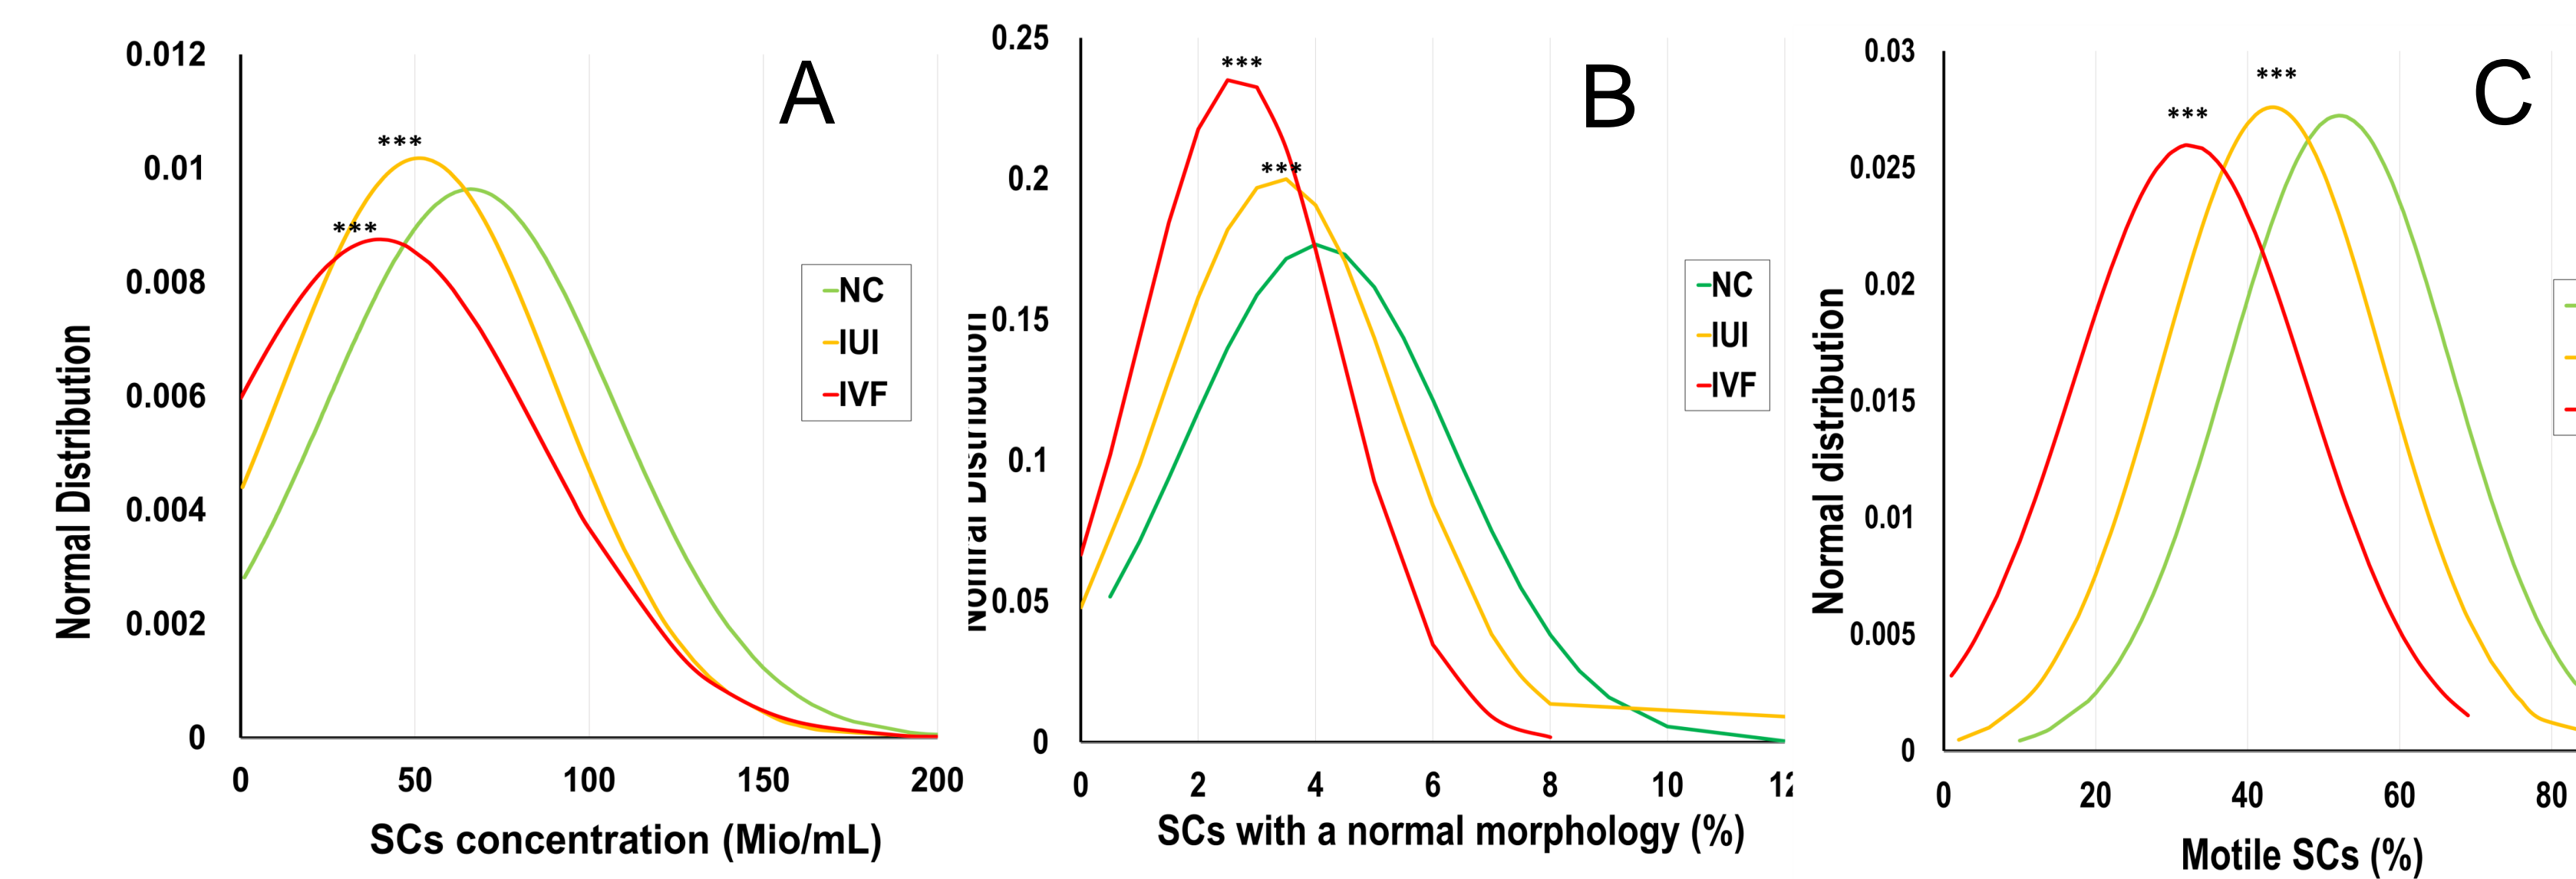 A
0.012
0.01
0.008
0.006
0.004
0.002
0
Normal Distribution
***
***
NC
IUI
IVF
0 50 100 150 200
SCs concentration (Mio/mL)
B
0.25
0.2
0.15
0.1
0.05
0
Normal Distribution
***
***
NC
IUI
IVF
0 2 4 6 8 10 12
SCs with a normal morphology (%)
C
0.03
0.025
0.02
0.015
0.01
0.005
0
Normal distribution
***
***
0 20 40 60 80
Motile SCs (%)